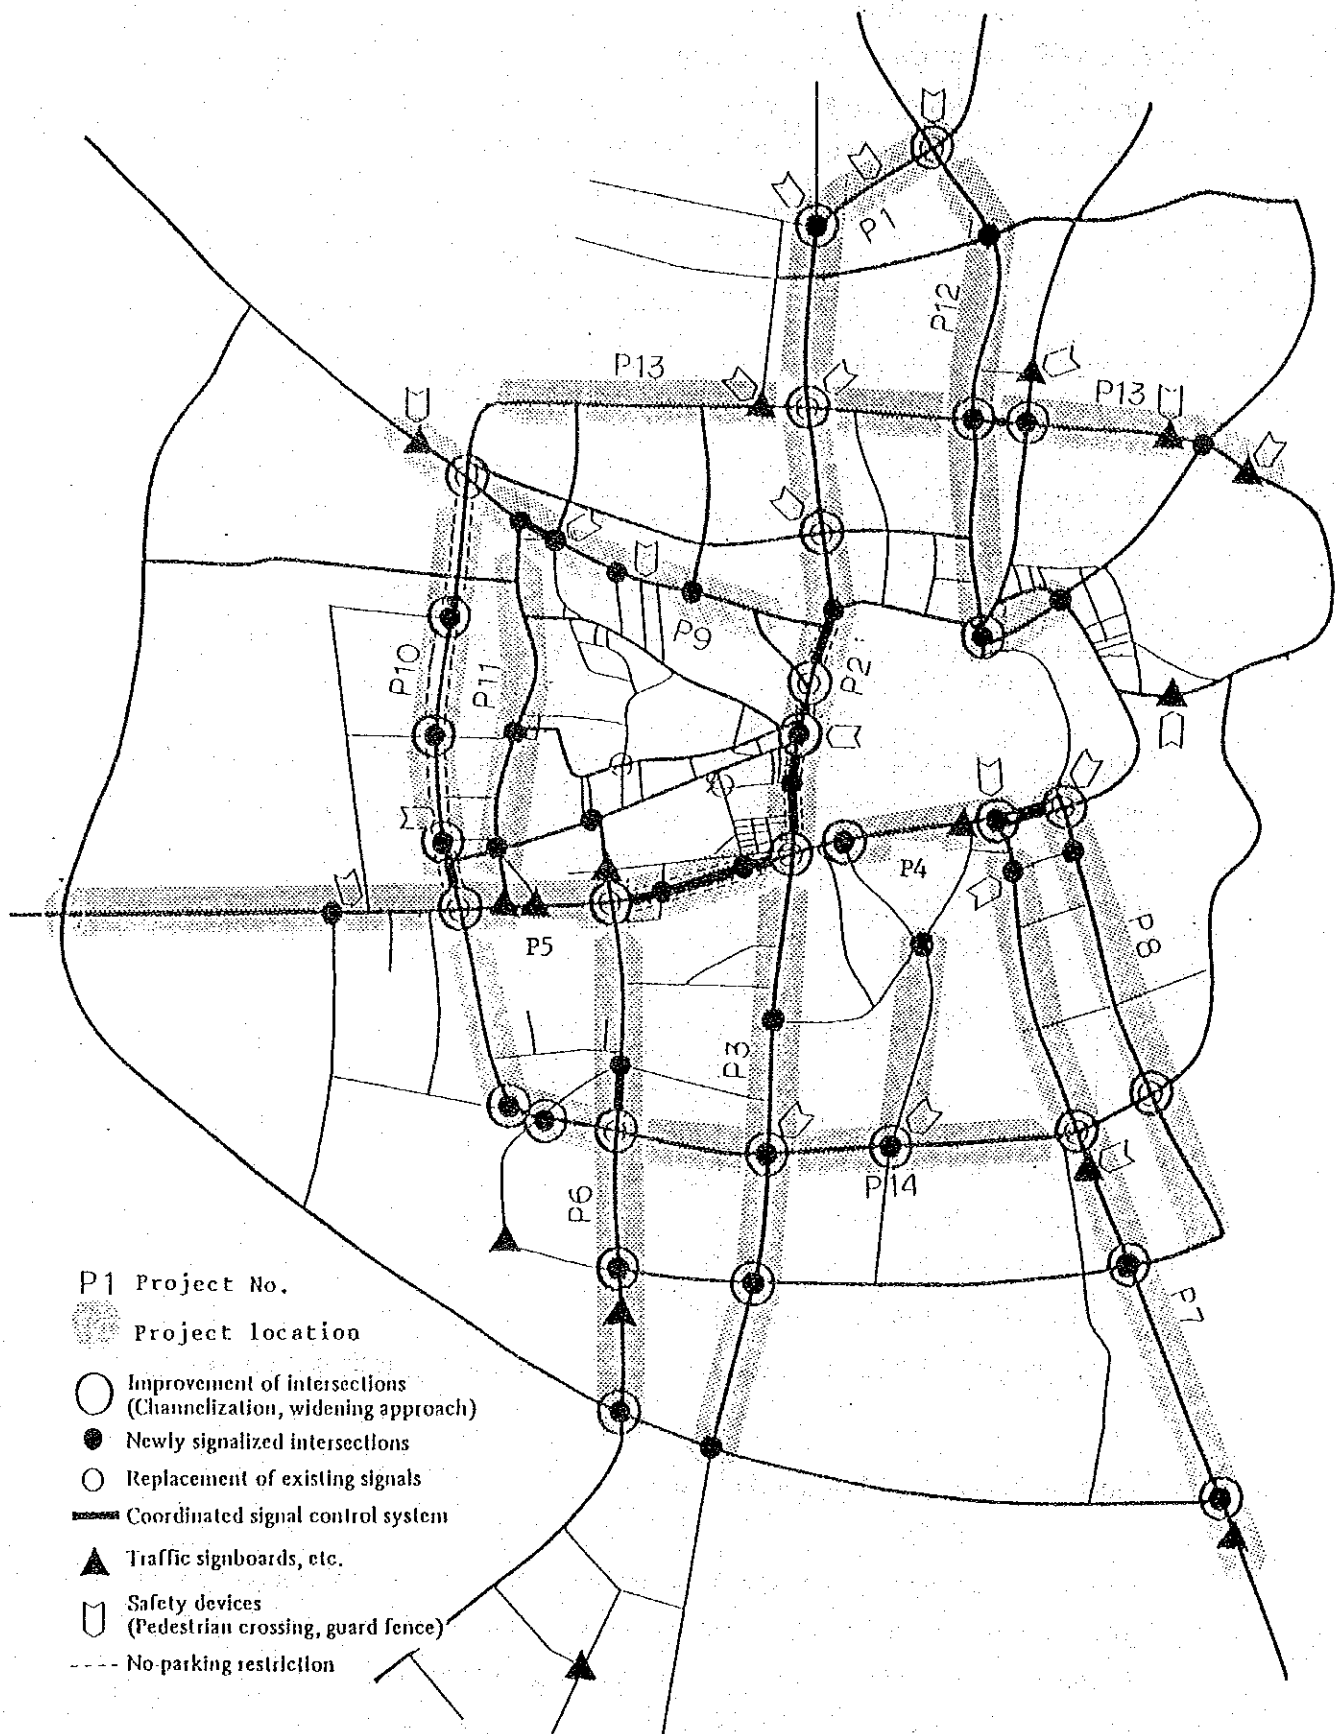 P1
P12
P13
P13
P9
P2
P10
P11
P4
P5
P8
P3
P14
P6
P7
P1 Project No.
Project location
Improvement of intersections
(Channelization, widening approach)
Newly signalized intersections
Replacement of existing signals
Coordinated signal control system
Traffic signboards, etc.
Safety devices
(Pedestrian crossing, guard fence)
No-parking restriction